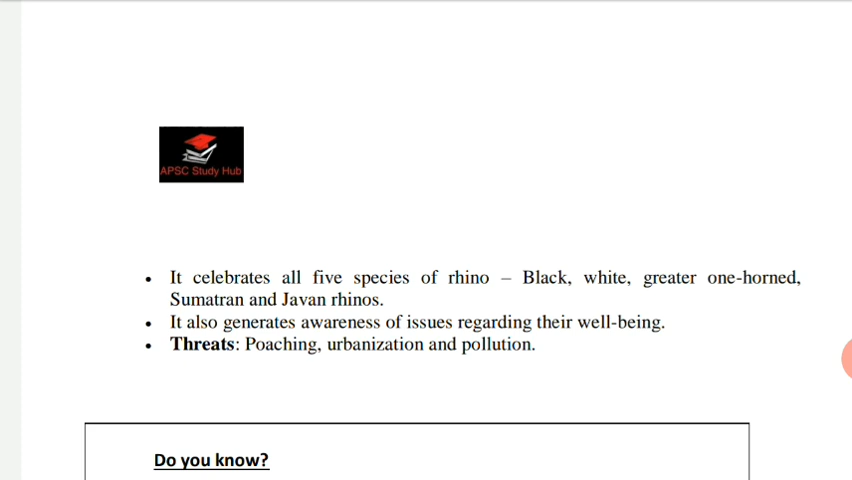 APSC Study Hub
• It celebrates all five species of rhino – Black, white, greater one-horned,
Sumatran and Javan rhinos.
• It also generates awareness of issues regarding their well-being.
• Threats: Poaching, urbanization and pollution.
Do you know?